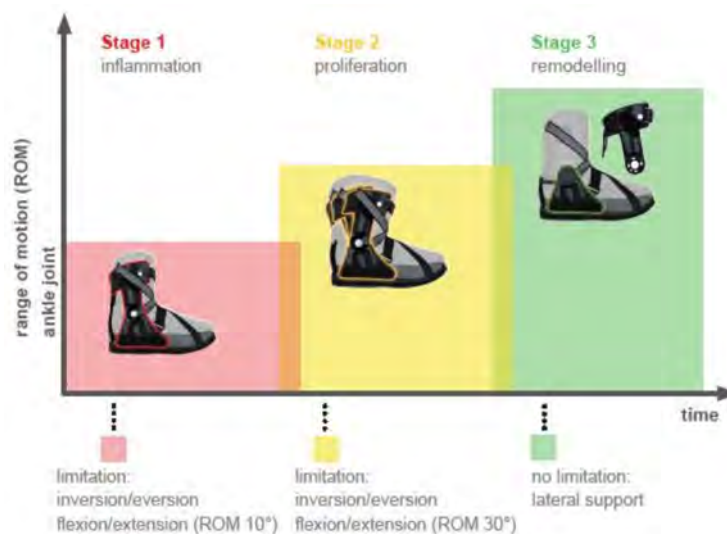 Stage 1
inflammation
Stage 2
proliferation
Stage 3
remodelling
range of motion (ROM)
ankle joint
time
limitation:
inversion/eversion
flexion/extension (ROM 10°)
limitation:
inversion/eversion
flexion/extension (ROM 30°)
no limitation:
lateral support